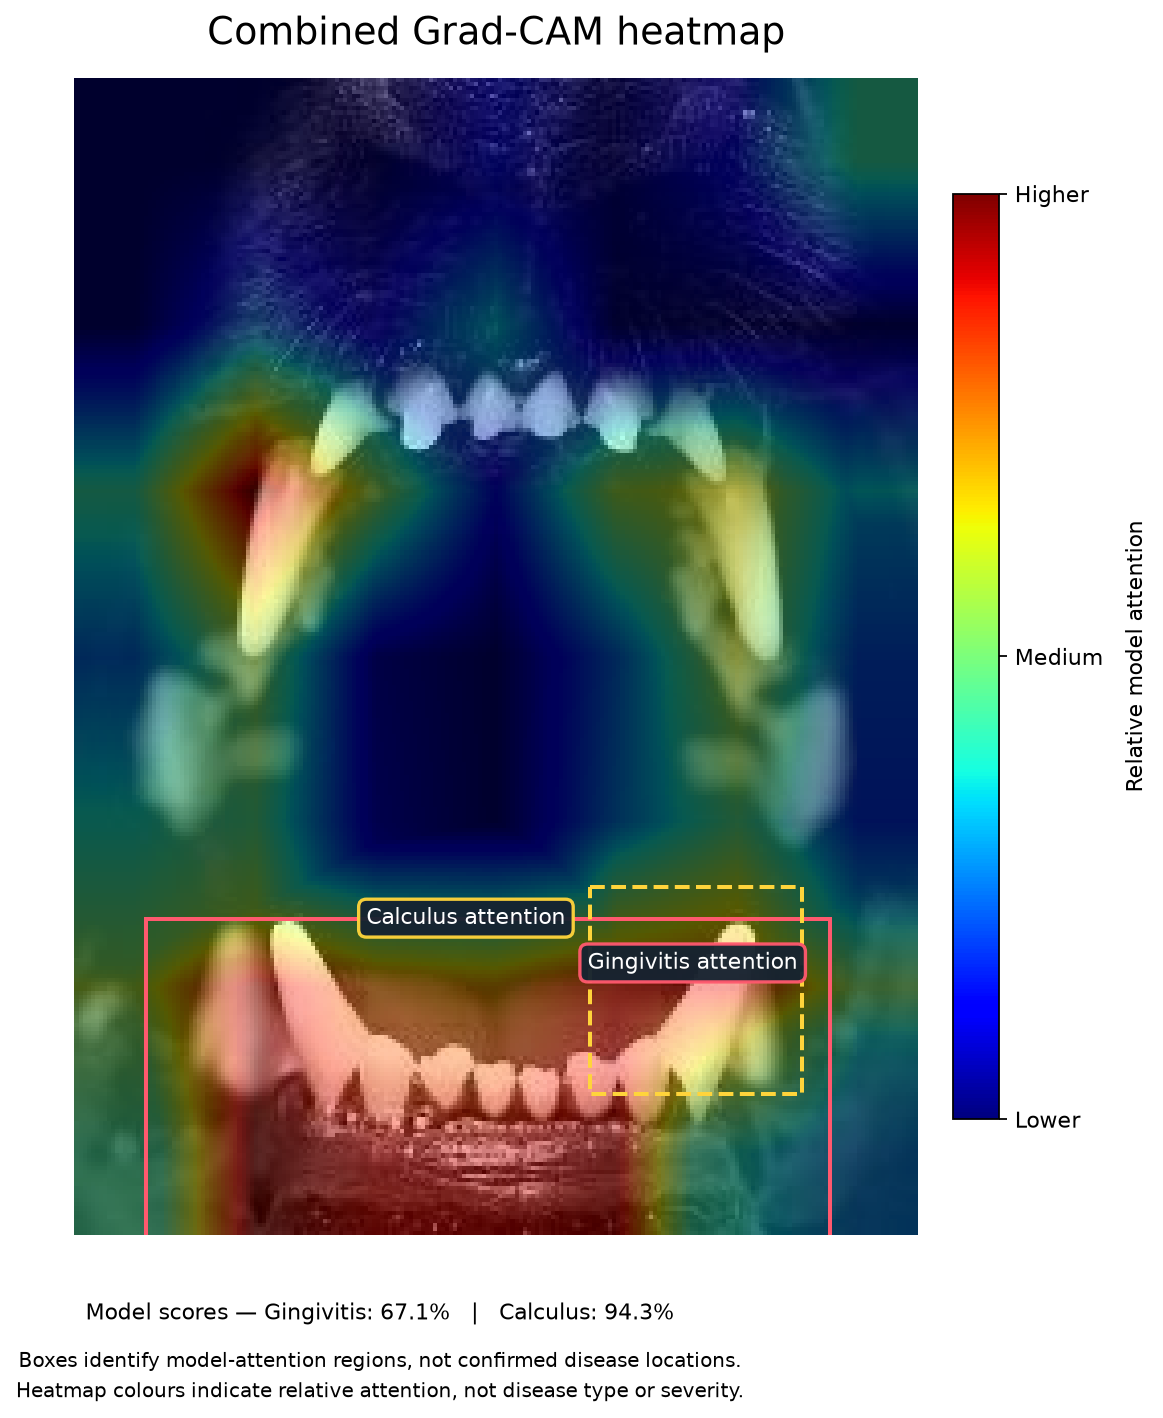 Combined Grad-CAM heatmap
Higher
Medium
Lower
Relative model attention
Calculus attention
Gingivitis attention
Model scores — Gingivitis: 67.1% | Calculus: 94.3%
Boxes identify model-attention regions, not confirmed disease locations.
Heatmap colours indicate relative attention, not disease type or severity.